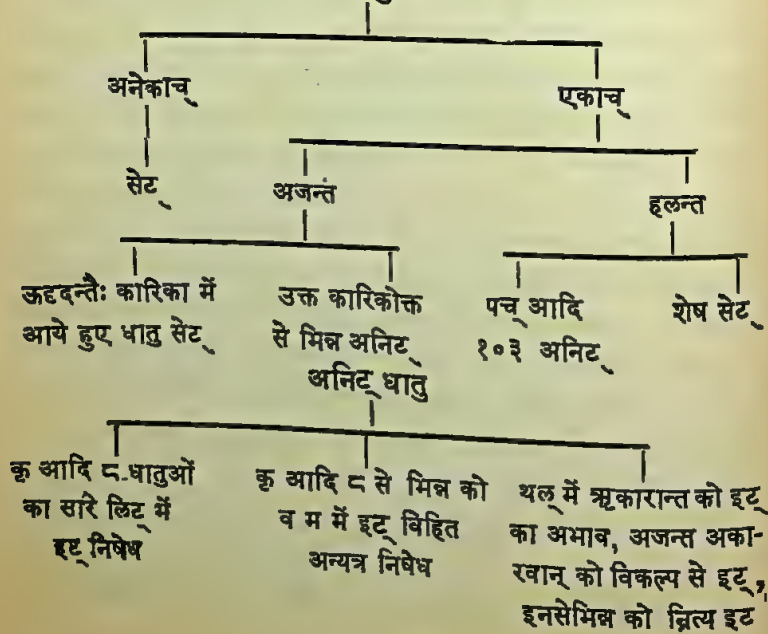 अनेकाच्
एकाच्
सेट्
अजन्त
हलन्त
ऊदृदन्तैः कारिका में
आये हुए धातु सेट्
उक्त कारिकोक्त
से भिन्न अनिट्
पच् आदि
१०३ अनिट्
शेष सेट्
अनिट् धातु
कृ आदि ८ धातुओं
का सारे लिट् में
इट् निषेध
कृ आदि ८ से भिन्न को
व म में इट् विहित
अन्यत्र निषेध
थल् में ऋकारान्त को इट्
का अभाव, अजन्त अका-
रवान् को विकल्प से इट्,
इनसेभिन्न को नित्य इट